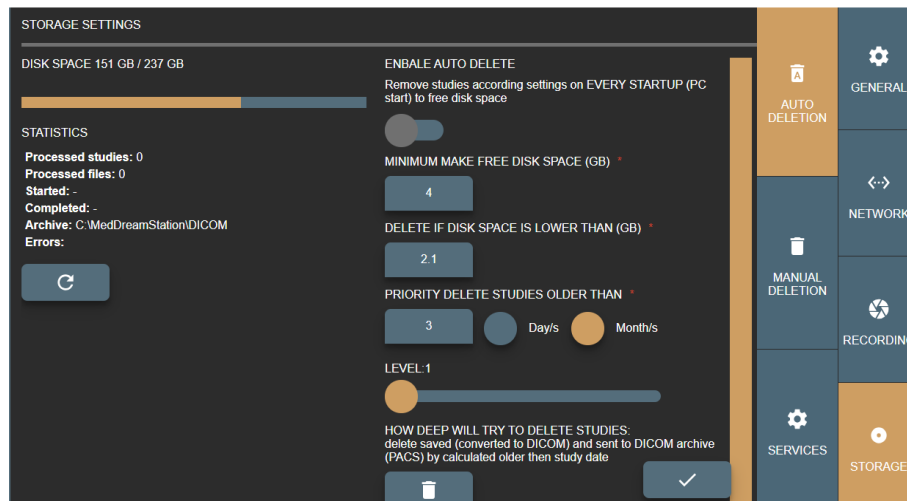 STORAGE SETTINGS
DISK SPACE 151 GB / 237 GB
STATISTICS
Processed studies: 0
Processed files: 0
Started: -
Completed: -
Archive: C:\MedDreamStation\DICOM
Errors:
ENBALE AUTO DELETE
Remove studies according settings on EVERY STARTUP (PC
start) to free disk space
MINIMUM MAKE FREE DISK SPACE (GB) *
4
DELETE IF DISK SPACE IS LOWER THAN (GB) *
2.1
PRIORITY DELETE STUDIES OLDER THAN *
3 Day/s Month/s
LEVEL:1
HOW DEEP WILL TRY TO DELETE STUDIES:
delete saved (converted to DICOM) and sent to DICOM archive
(PACS) by calculated older then study date
A
AUTO
DELETION
MANUAL
DELETION
SERVICES
GENERAL
NETWORK
RECORDING
STORAGE